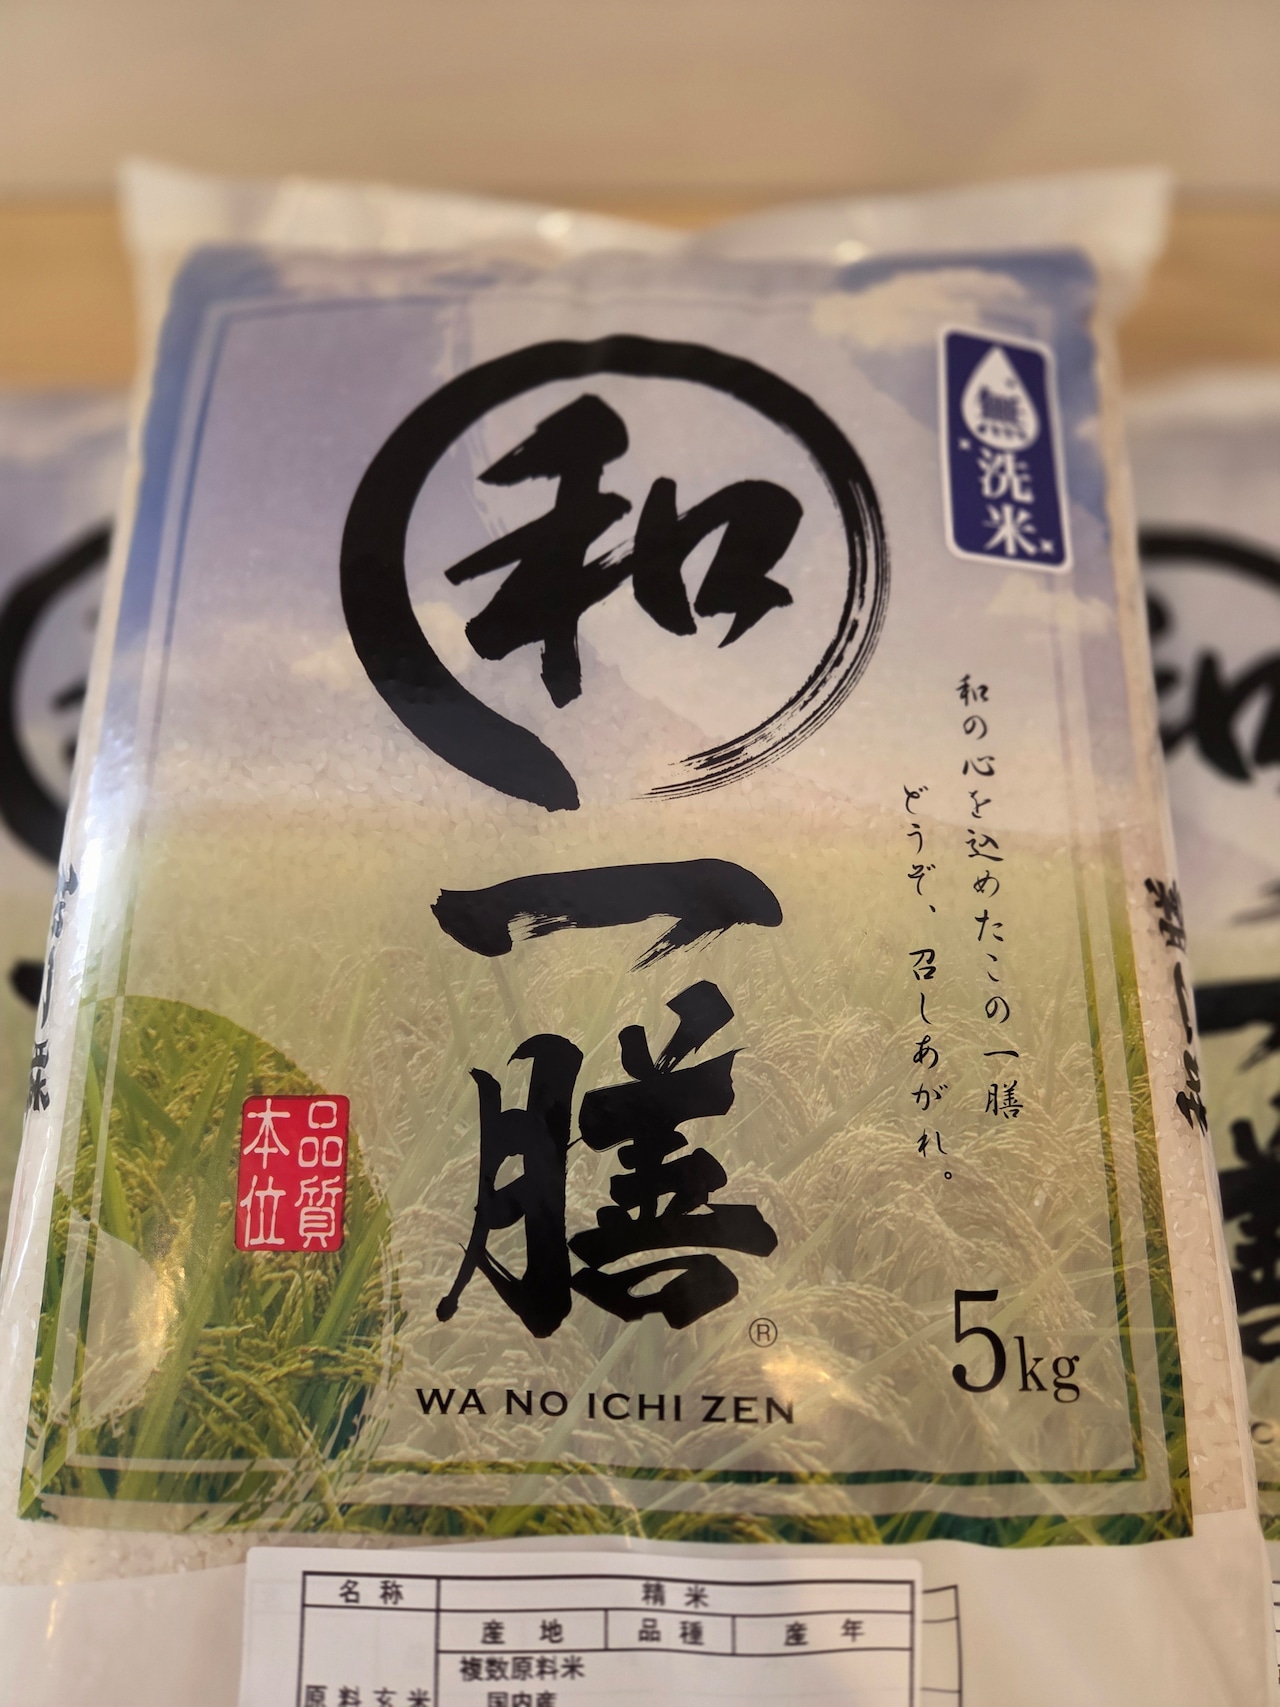 和
一
膳
®
WA NO ICHI ZEN
無洗米
和の心を込めたこの一膳
どうぞ、召しあがれ。
品質
本位
5kg
名称 精米
産地 品種 産年
複数原料米
原料玄米 国内産